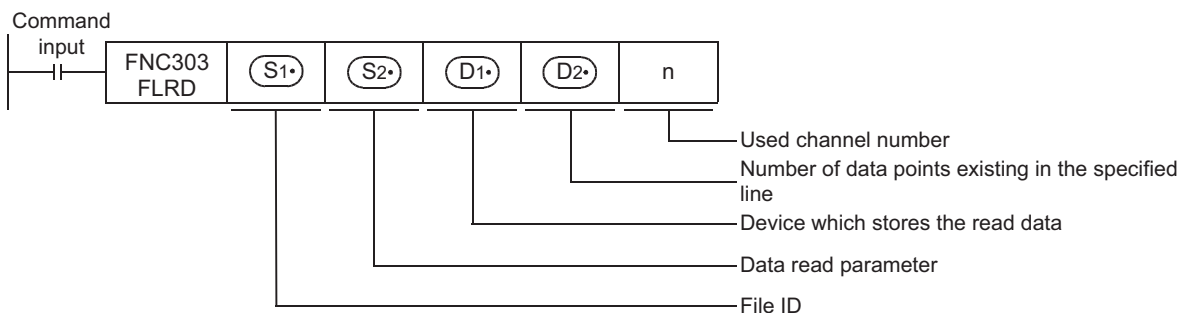 Command
input
FNC303
FLRD
S1•
S2•
D1•
D2•
n
Used channel number
Number of data points existing in the specified
line
Device which stores the read data
Data read parameter
File ID